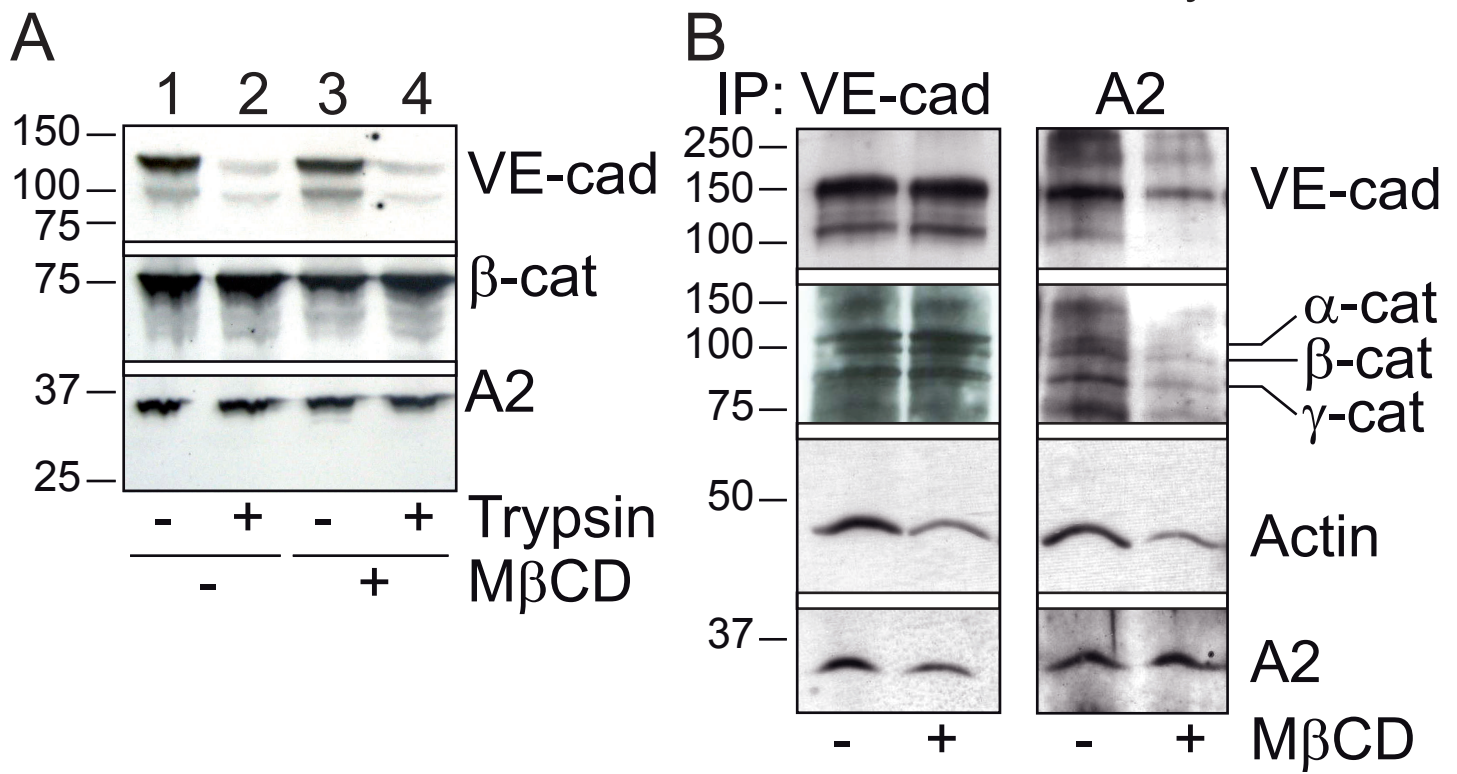 A
1 2 3 4
150
100
75
VE-cad
75
β-cat
37
25
A2
- + - + Trypsin
- + MβCD
B
IP: VE-cad A2
250
150
100
VE-cad
150
100
75
α-cat
β-cat
γ-cat
50
Actin
37
A2
- + - + MβCD